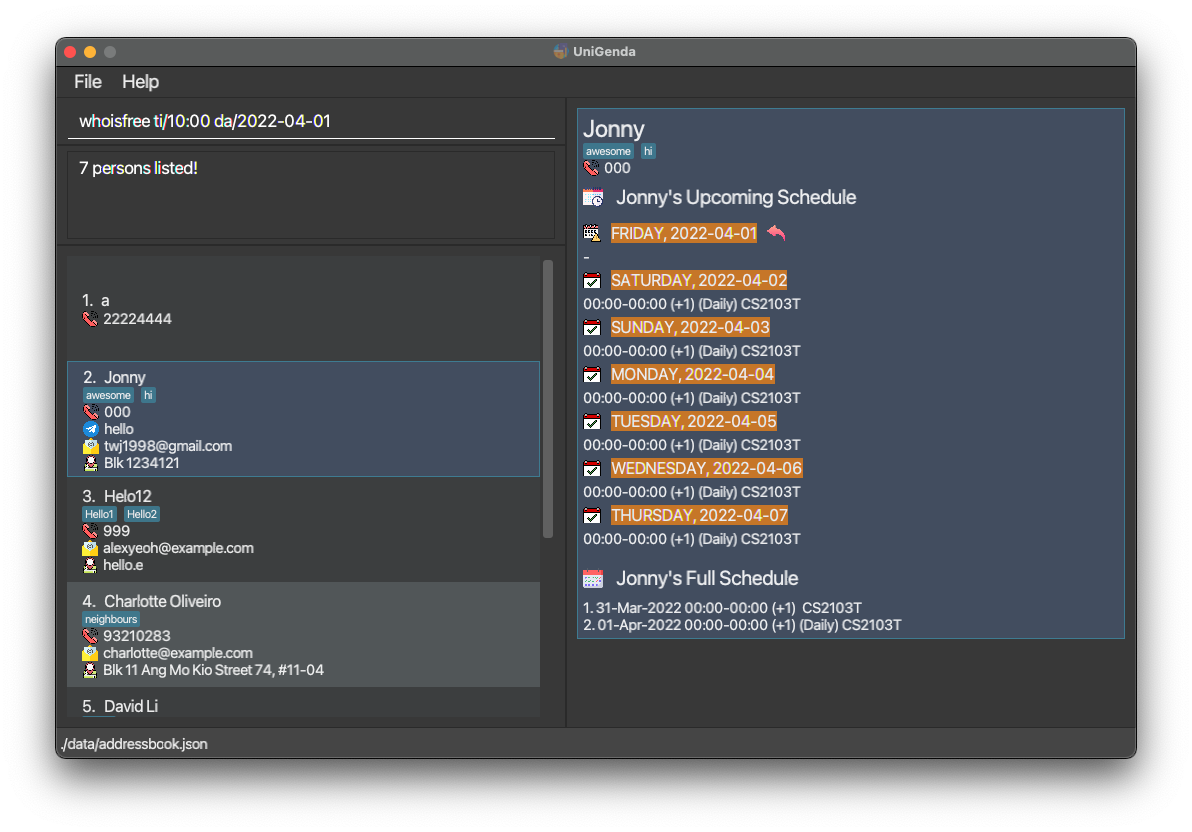 UniGenda
File Help
whoisfree ti/10:00 da/2022-04-01
7 persons listed!
1. a
22224444
2. Jonny
awesome hi
000
hello
twj1998@gmail.com
Blk 1234121
3. Helo12
Hello1 Hello2
999
alexyeoh@example.com
hello.e
4. Charlotte Oliveiro
neighbours
93210283
charlotte@example.com
Blk 11 Ang Mo Kio Street 74, #11-04
5. David Li
./data/addressbook.json
Jonny
awesome hi
000
Jonny's Upcoming Schedule
FRIDAY, 2022-04-01
-
SATURDAY, 2022-04-02
00:00-00:00 (+1) (Daily) CS2103T
SUNDAY, 2022-04-03
00:00-00:00 (+1) (Daily) CS2103T
MONDAY, 2022-04-04
00:00-00:00 (+1) (Daily) CS2103T
TUESDAY, 2022-04-05
00:00-00:00 (+1) (Daily) CS2103T
WEDNESDAY, 2022-04-06
00:00-00:00 (+1) (Daily) CS2103T
THURSDAY, 2022-04-07
00:00-00:00 (+1) (Daily) CS2103T
Jonny's Full Schedule
1. 31-Mar-2022 00:00-00:00 (+1) CS2103T
2. 01-Apr-2022 00:00-00:00 (+1) (Daily) CS2103T